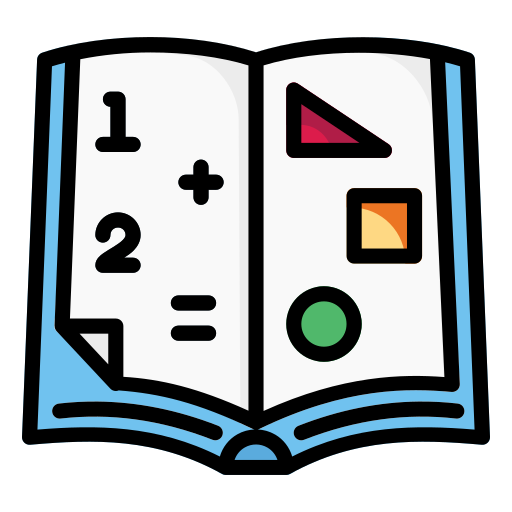 1
+
2
=